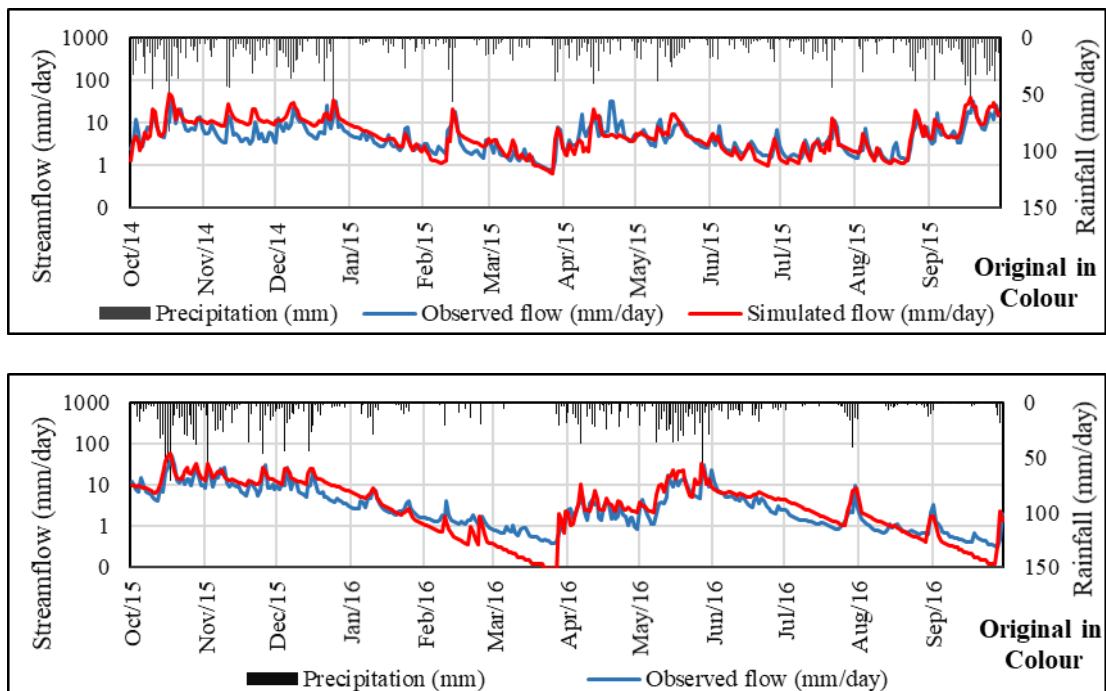 Streamflow (mm/day)
1000
100
10
1
0
0
50
100
150
Rainfall (mm/day)
Oct/14
Nov/14
Dec/14
Jan/15
Feb/15
Mar/15
Apr/15
May/15
Jun/15
Jul/15
Aug/15
Sep/15
Original in
Colour
Precipitation (mm) Observed flow (mm/day) Simulated flow (mm/day)
Streamflow (mm/day)
1000
100
10
1
0
0
50
100
150
Rainfall (mm/day)
Oct/15
Nov/15
Dec/15
Jan/16
Feb/16
Mar/16
Apr/16
May/16
Jun/16
Jul/16
Aug/16
Sep/16
Original in
Colour
Precipitation (mm) Observed flow (mm/day)